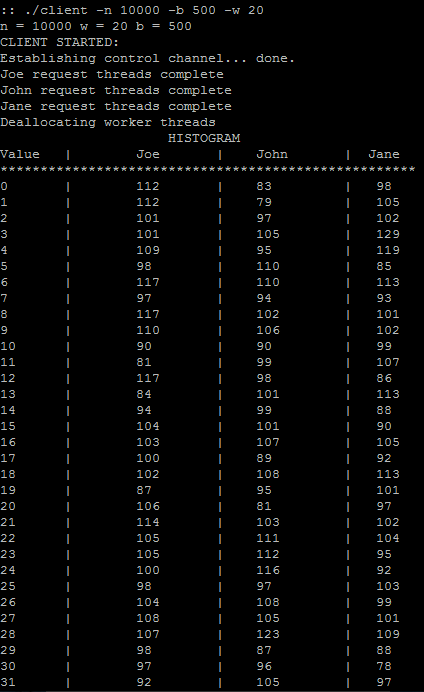 :: ./client -n 10000 -b 500 -w 20
n = 10000 w = 20 b = 500
CLIENT STARTED:
Establishing control channel... done.
Joe request threads complete
John request threads complete
Jane request threads complete
Deallocating worker threads
HISTOGRAM
Value | Joe | John | Jane
****************************************************
0 | 112 | 83 | 98
1 | 112 | 79 | 105
2 | 101 | 97 | 102
3 | 101 | 105 | 129
4 | 109 | 95 | 119
5 | 98 | 110 | 85
6 | 117 | 110 | 113
7 | 97 | 94 | 93
8 | 117 | 102 | 101
9 | 110 | 106 | 102
10 | 90 | 90 | 99
11 | 81 | 99 | 107
12 | 117 | 98 | 86
13 | 84 | 101 | 113
14 | 94 | 99 | 88
15 | 104 | 101 | 90
16 | 103 | 107 | 105
17 | 100 | 89 | 92
18 | 102 | 108 | 113
19 | 87 | 95 | 101
20 | 106 | 81 | 97
21 | 114 | 103 | 102
22 | 105 | 111 | 104
23 | 105 | 112 | 95
24 | 100 | 116 | 92
25 | 98 | 97 | 103
26 | 104 | 108 | 99
27 | 108 | 105 | 101
28 | 107 | 123 | 109
29 | 98 | 87 | 88
30 | 97 | 96 | 78
31 | 92 | 105 | 97